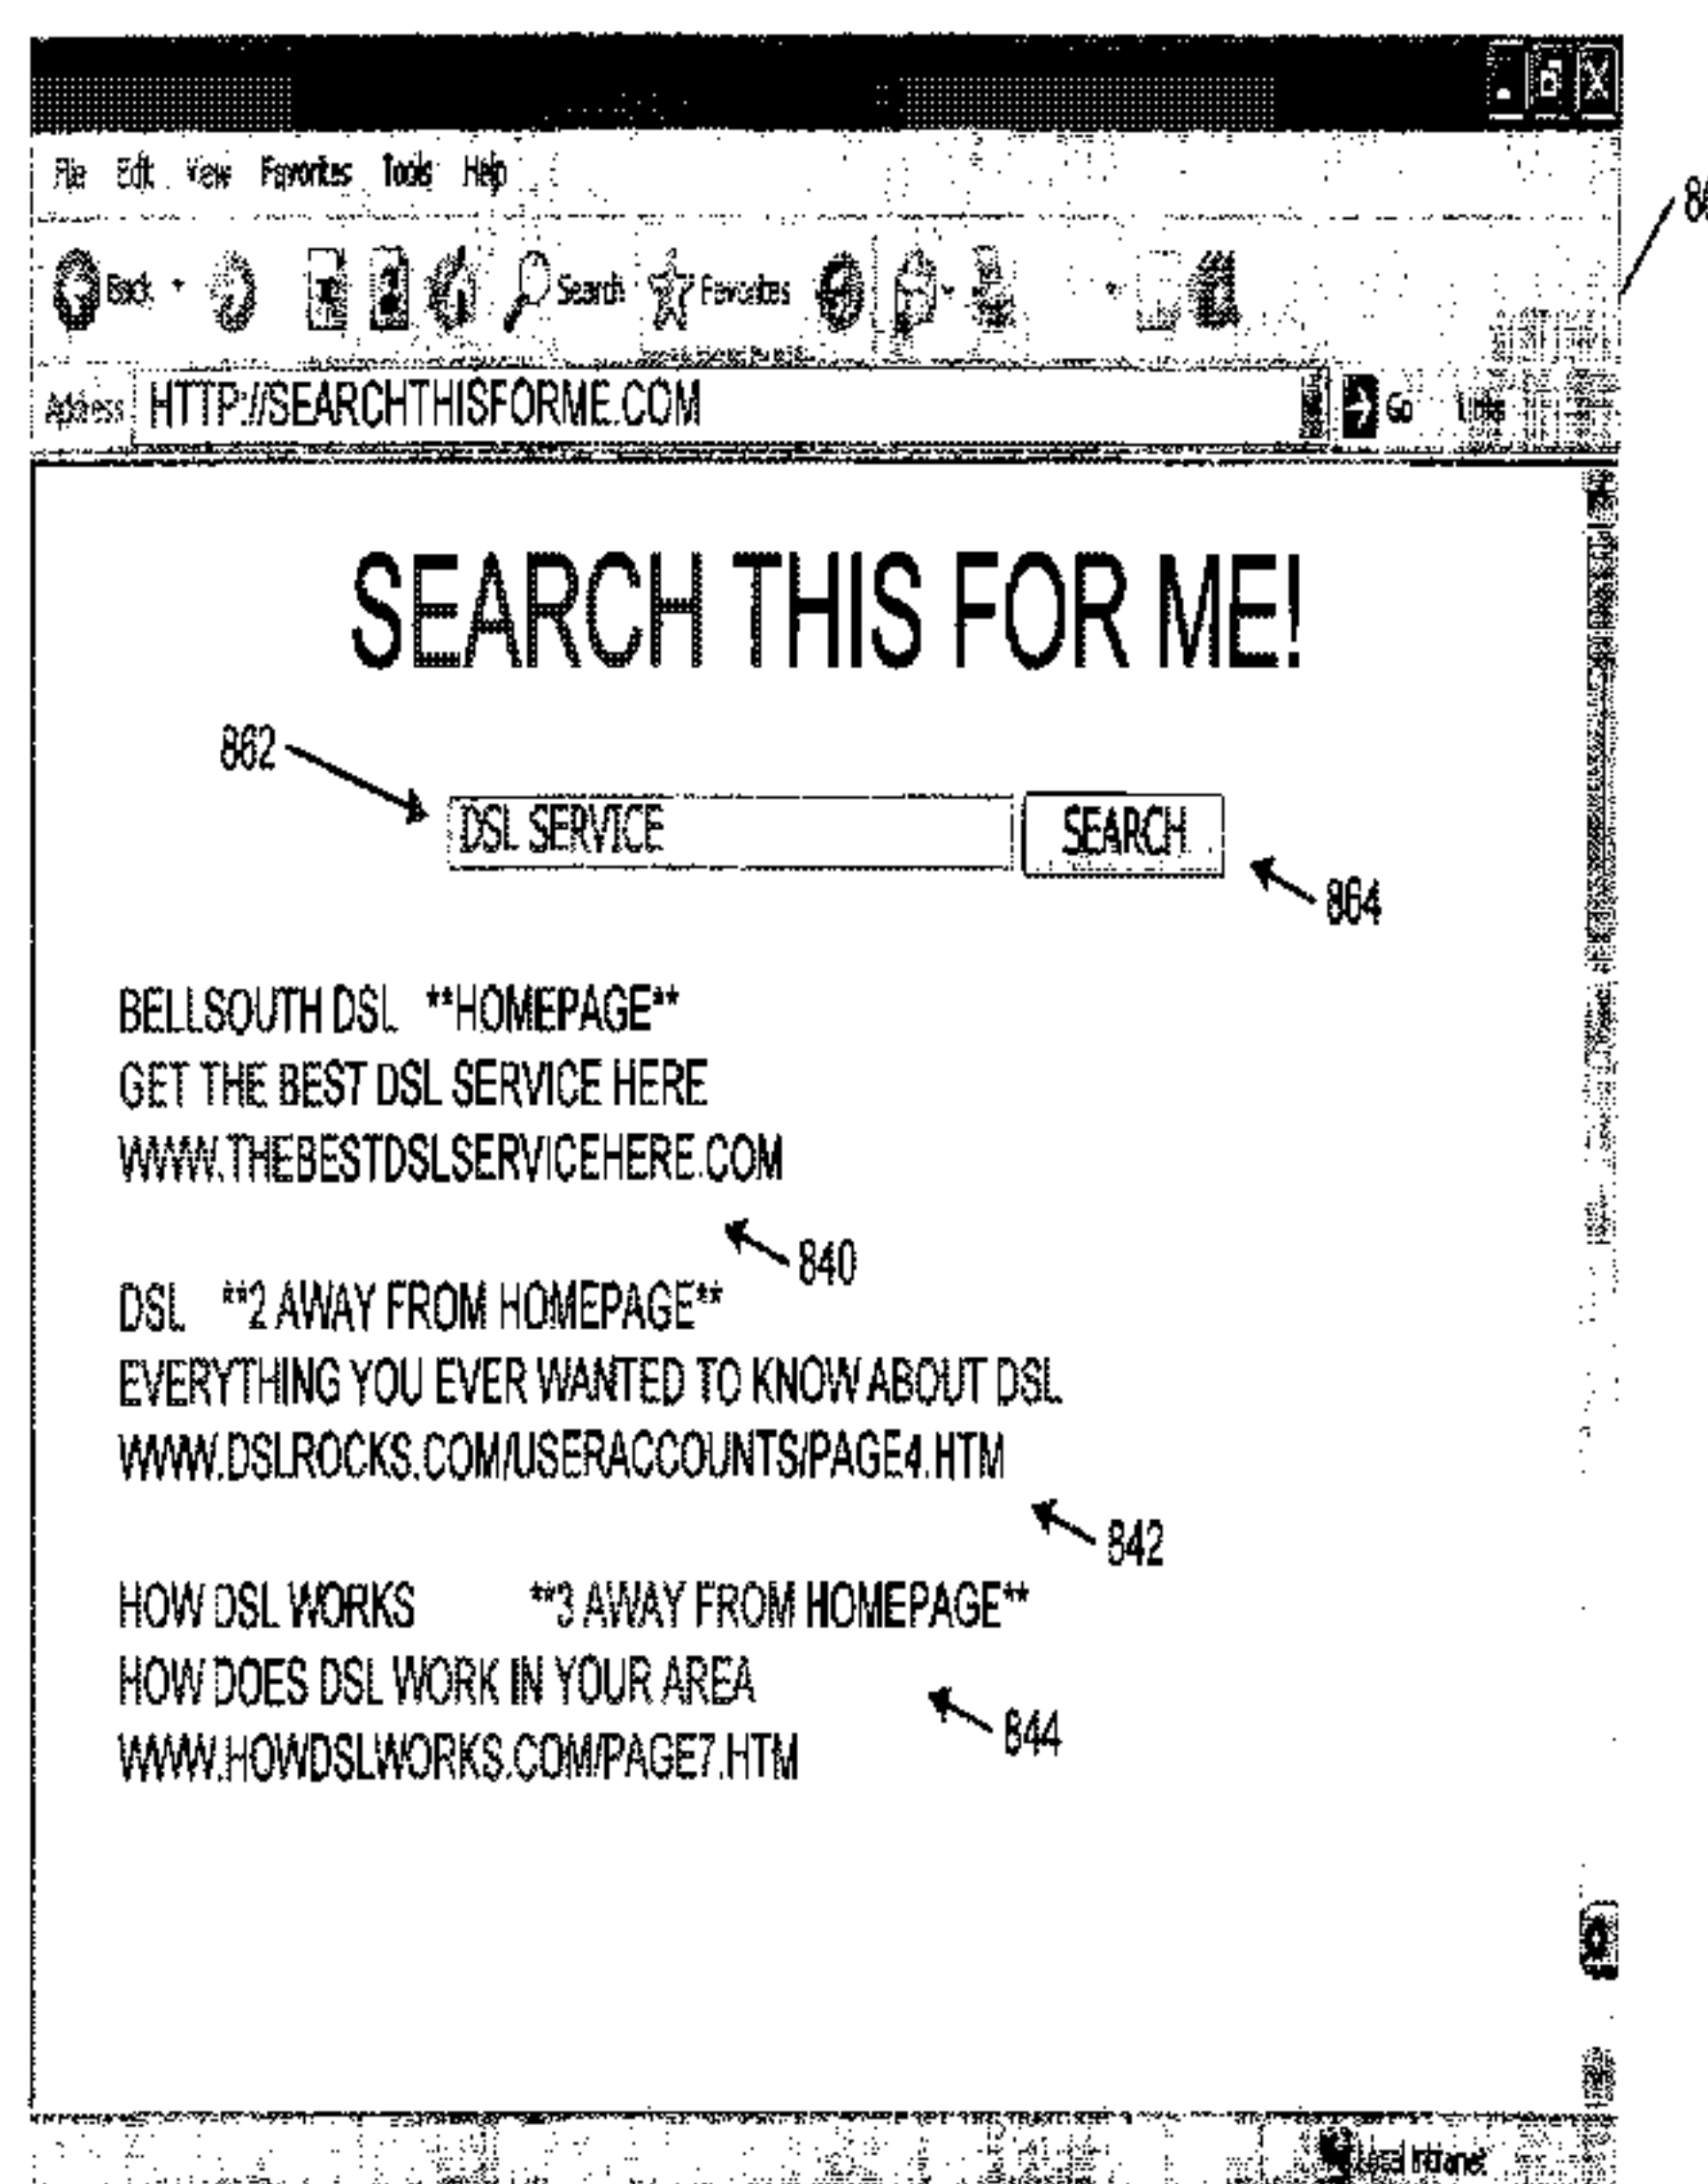 File Edit View Favorites Tools Help
Back Search Favorites
Address HTTP://SEARCHTHISFORME.COM Go Links
SEARCH THIS FOR ME!
862
DSL SERVICE SEARCH
864
BELLSOUTH DSL **HOMEPAGE**
GET THE BEST DSL SERVICE HERE
WWW.THEBESTDSLSERVICEHERE.COM
840
DSL **2 AWAY FROM HOMEPAGE**
EVERYTHING YOU EVER WANTED TO KNOW ABOUT DSL
WWW.DSLROCKS.COM/USERACCOUNTS/PAGE4.HTM
842
HOW DSL WORKS **3 AWAY FROM HOMEPAGE**
HOW DOES DSL WORK IN YOUR AREA
844
WWW.HOWDSLWORKS.COM/PAGE7.HTM
Local intranet